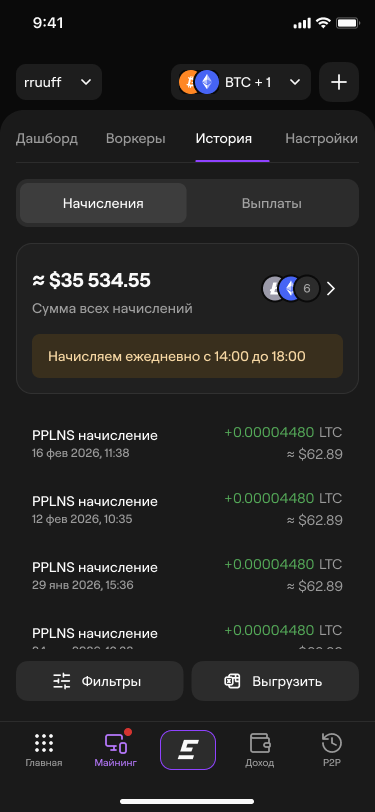 9:41
rruuff
BTC + 1
Дашборд Воркеры История Настройки
Начисления Выплаты
≈ $35 534.55
6
Сумма всех начислений
Начисляем ежедневно с 14:00 до 18:00
PPLNS начисление +0.00004480 LTC
16 фев 2026, 11:38 ≈ $62.89
PPLNS начисление +0.00004480 LTC
12 фев 2026, 10:35 ≈ $62.89
PPLNS начисление +0.00004480 LTC
29 янв 2026, 15:36 ≈ $62.89
PPLNS начисление +0.00004480 LTC
Фильтры Выгрузить
Главная Майнинг Доход P2P